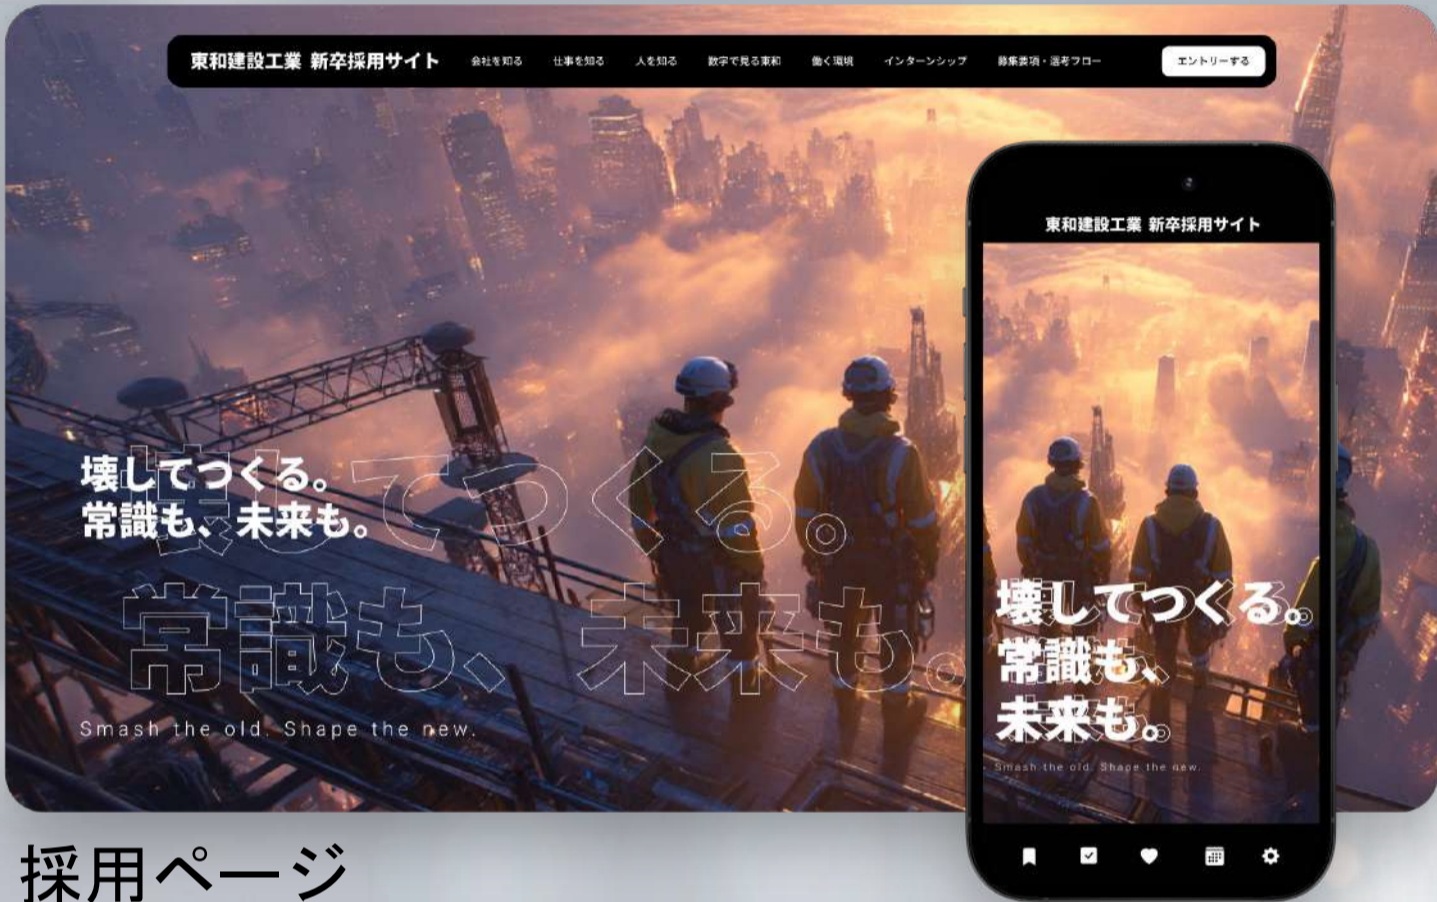 東和建設工業 新卒採用サイト
会社を知る 仕事を知る 人を知る 数字で見る東和 働く環境 インターンシップ 募集要項・選考フロー エントリーする
壊してつくる。
常識も、未来も。
壊してつくる。
常識も、未来も。
Smash the old. Shape the new.
東和建設工業 新卒採用サイト
壊してつくる。
常識も、
未来も。
Smash the old. Shape the new.
採用ページ